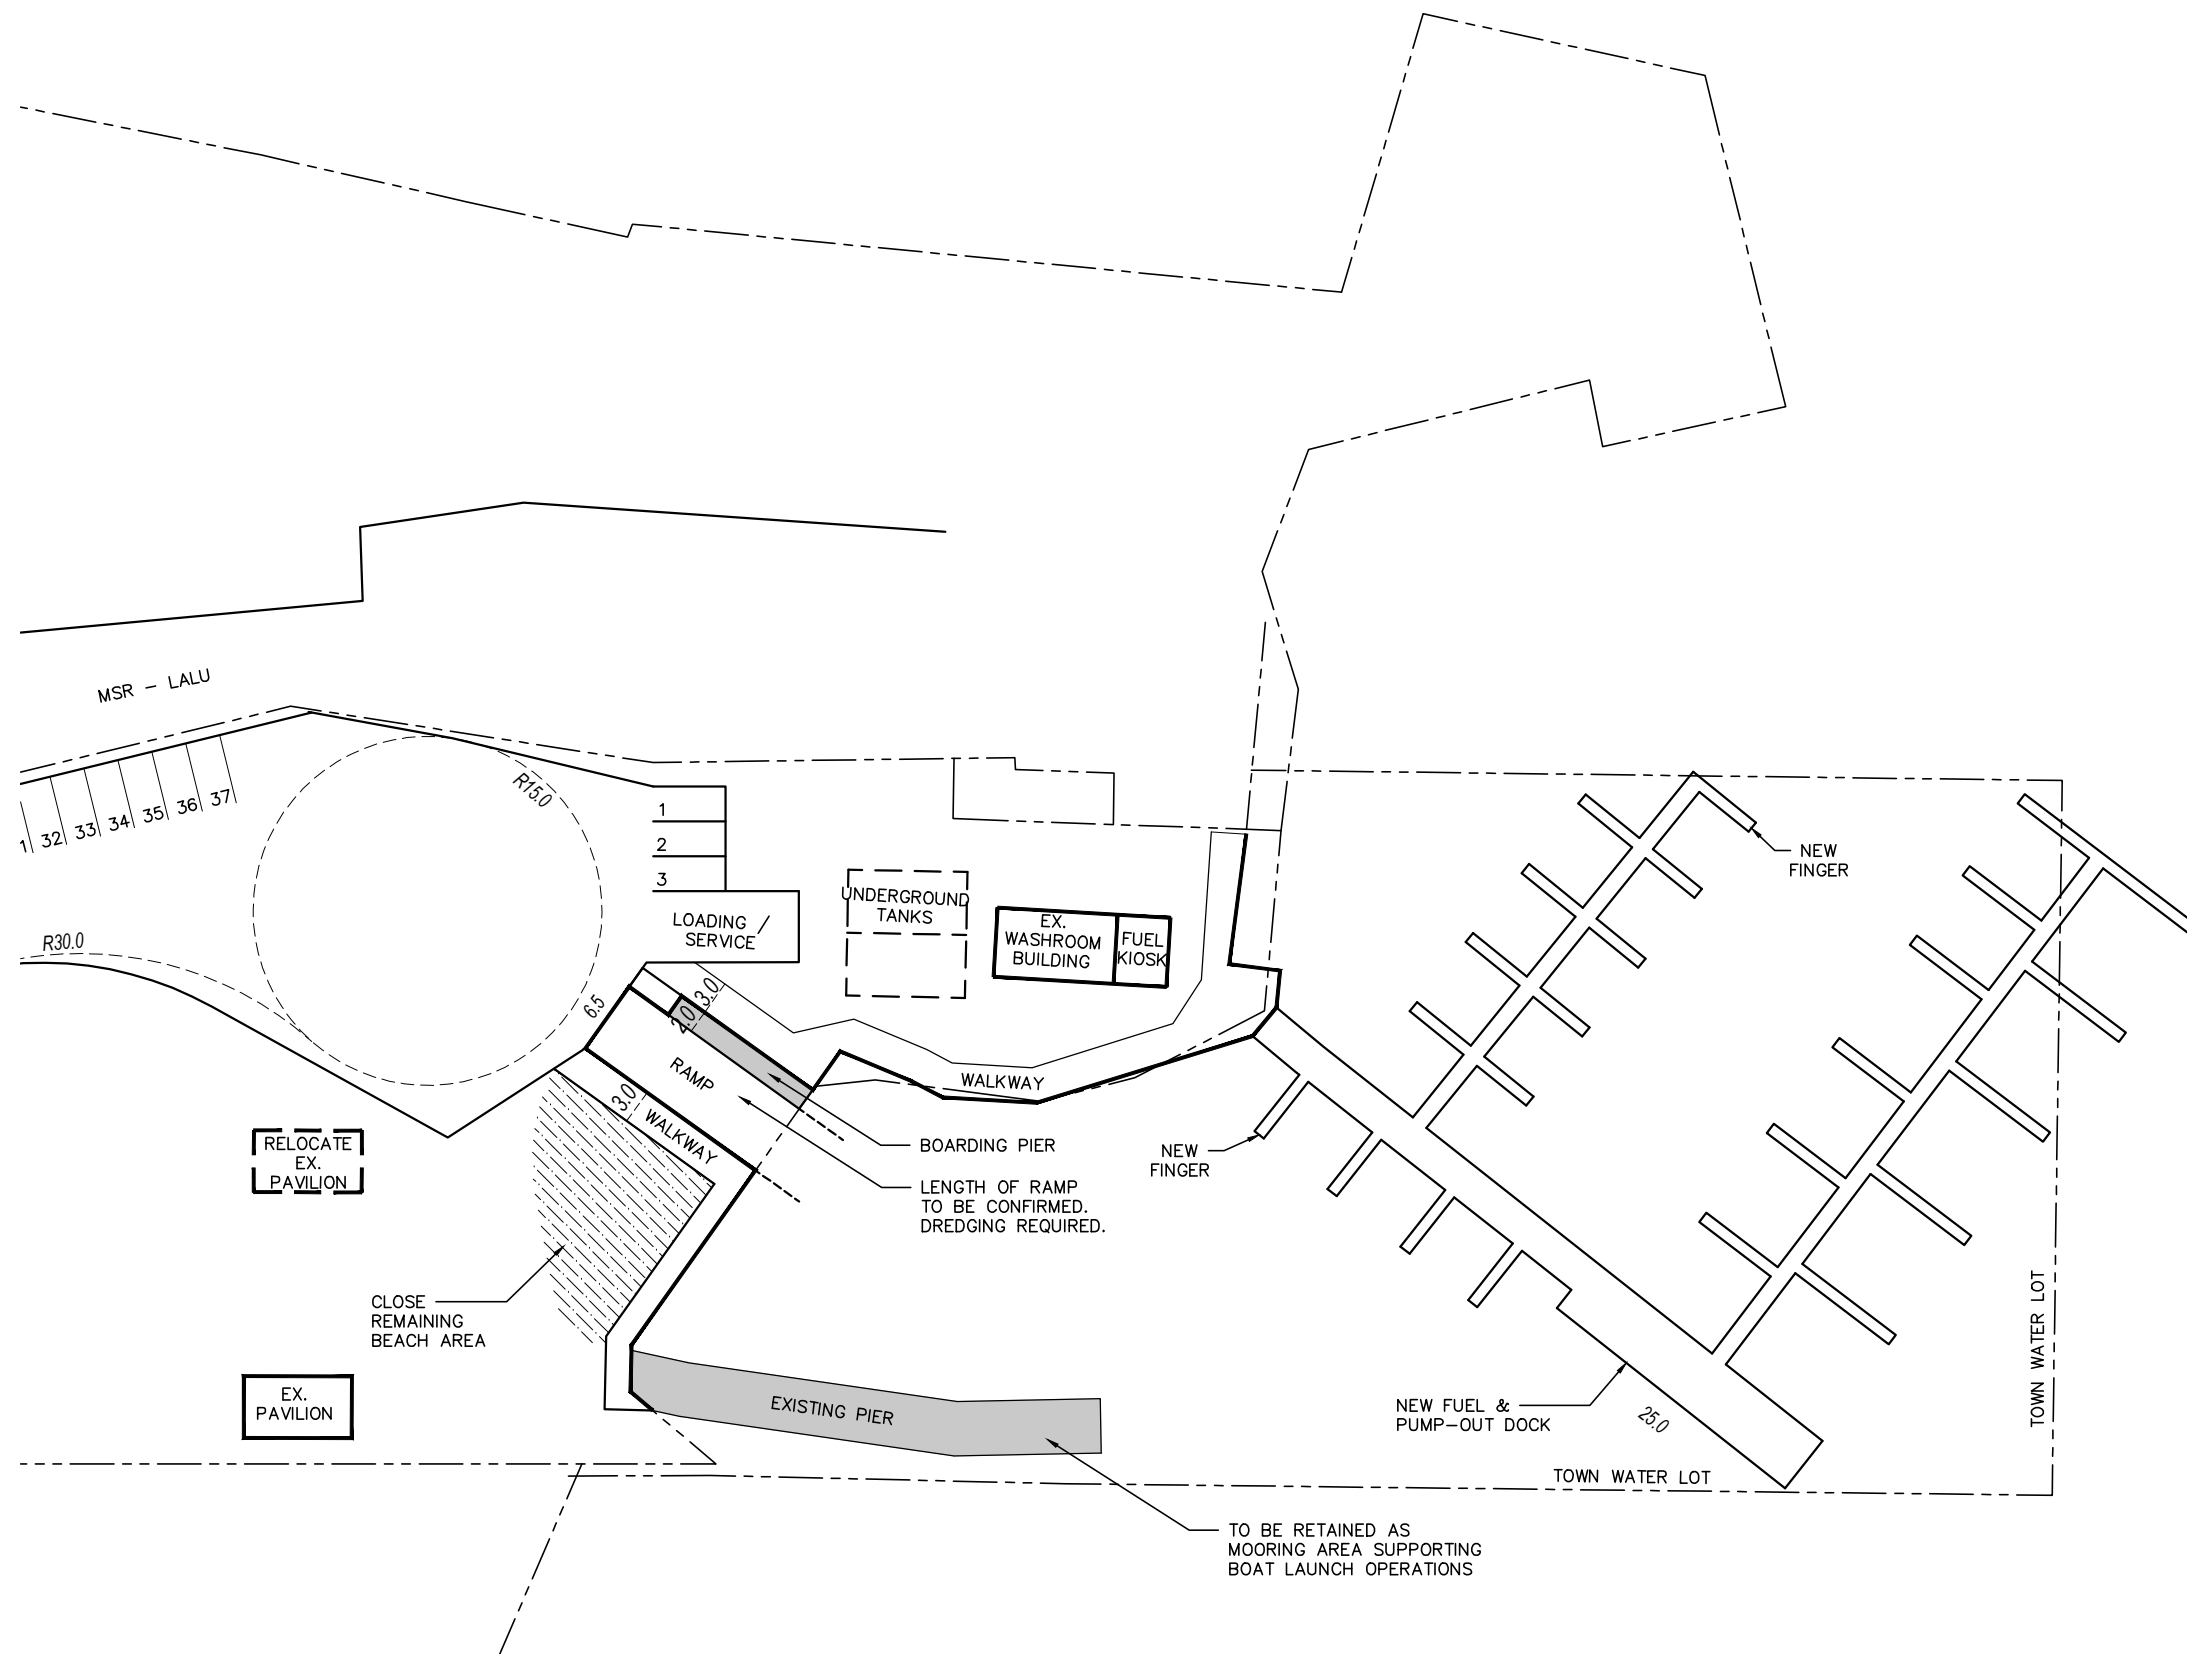 MSR - LALU
R15.0
1
2
3
1
32
33
34
35
36
37
LOADING /
SERVICE
UNDERGROUND
TANKS
EX.
WASHROOM
BUILDING
FUEL
KIOSK
NEW
FINGER
R30.0
6.5
3.0
2.0
RAMP
3.0
WALKWAY
WALKWAY
RELOCATE
EX.
PAVILION
BOARDING PIER
LENGTH OF RAMP
TO BE CONFIRMED.
DREDGING REQUIRED.
NEW
FINGER
CLOSE
REMAINING
BEACH AREA
EX.
PAVILION
EXISTING PIER
NEW FUEL &
PUMP-OUT DOCK
25.0
TOWN WATER LOT
TOWN WATER LOT
TO BE RETAINED AS
MOORING AREA SUPPORTING
BOAT LAUNCH OPERATIONS